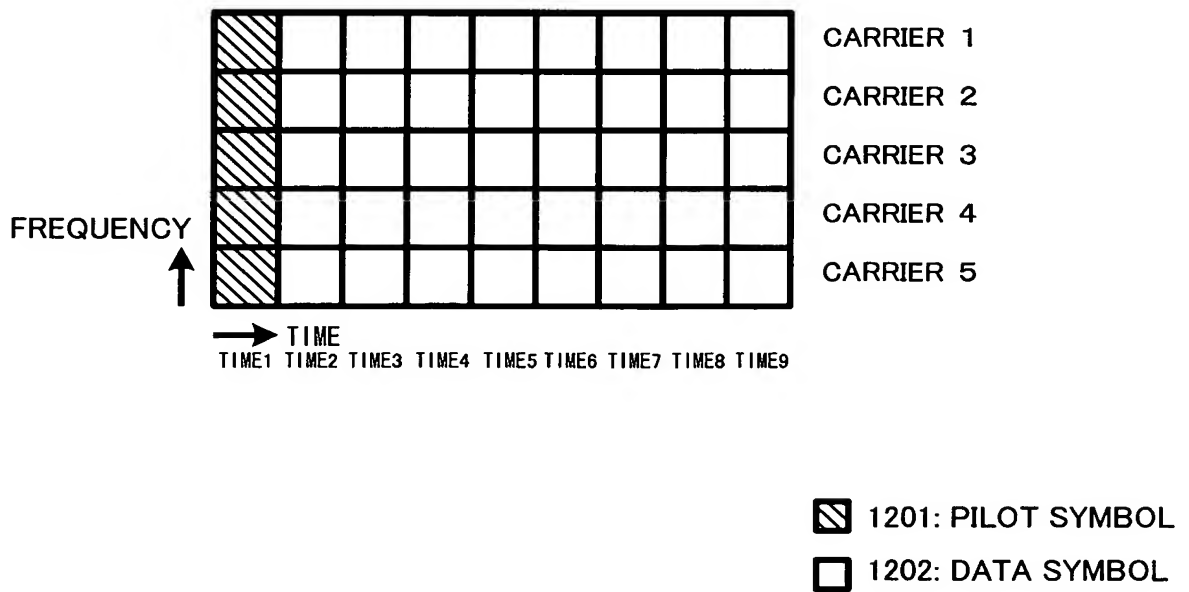 CARRIER 1
CARRIER 2
CARRIER 3
CARRIER 4
CARRIER 5
FREQUENCY
TIME
TIME1 TIME2 TIME3 TIME4 TIME5 TIME6 TIME7 TIME8 TIME9
1201: PILOT SYMBOL
1202: DATA SYMBOL